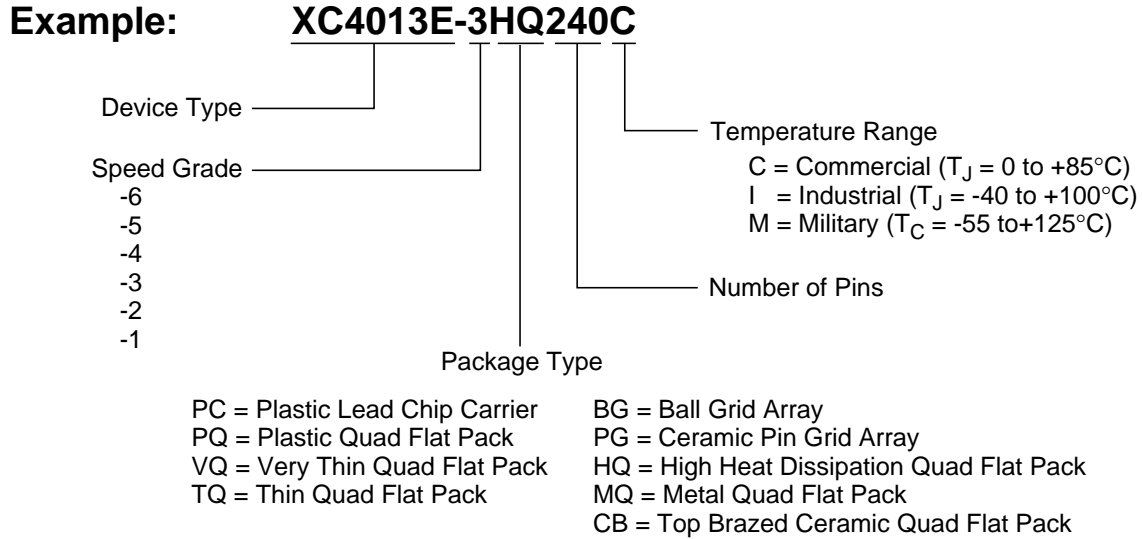 Example: XC4013E-3HQ240C
Device Type
Speed Grade
-6
-5
-4
-3
-2
-1
Temperature Range
C = Commercial (TJ = 0 to +85°C)
I = Industrial (TJ = -40 to +100°C)
M = Military (TC = -55 to+125°C)
Number of Pins
Package Type
PC = Plastic Lead Chip Carrier
PQ = Plastic Quad Flat Pack
VQ = Very Thin Quad Flat Pack
TQ = Thin Quad Flat Pack
BG = Ball Grid Array
PG = Ceramic Pin Grid Array
HQ = High Heat Dissipation Quad Flat Pack
MQ = Metal Quad Flat Pack
CB = Top Brazed Ceramic Quad Flat Pack